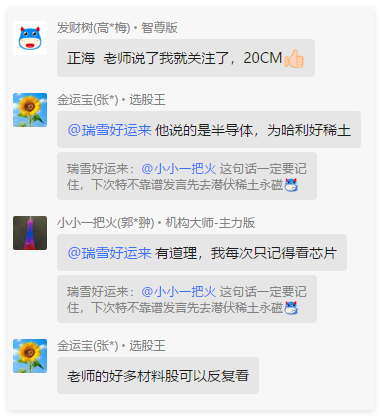 发财树(高*梅)・智尊版
正海 老师说了我就关注了，20CM
金运宝(张*)・选股王
@瑞雪好运来 他说的是半导体，为哈利好稀土
瑞雪好运来：@小小一把火 这句话一定要记
住，下次特不靠谱发言先去潜伏稀土永磁
小小一把火(郭*翀)・机构大师-主力版
@瑞雪好运来 有道理，我每次只记得看芯片
瑞雪好运来：@小小一把火 这句话一定要记
住，下次特不靠谱发言先去潜伏稀土永磁
金运宝(张*)・选股王
老师的好多材料股可以反复看